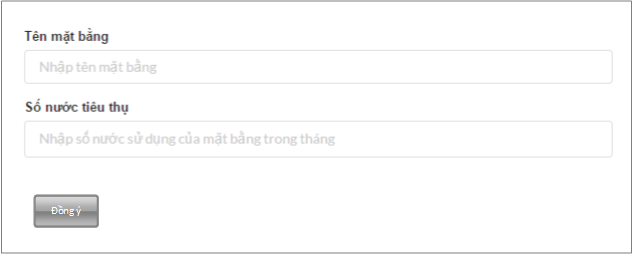 Tên mặt bằng
Nhập tên mặt bằng
Số nước tiêu thụ
Nhập số nước sử dụng của mặt bằng trong tháng
Đồng ý